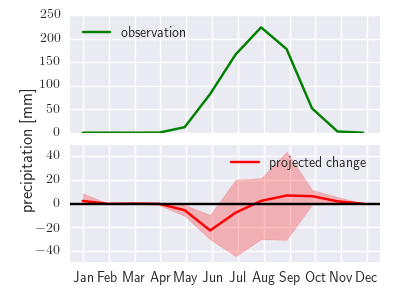 250
200
150
100
50
0
observation
precipitation [mm]
40
20
0
−20
−40
projected change
Jan Feb Mar Apr May Jun Jul Aug Sep Oct Nov Dec